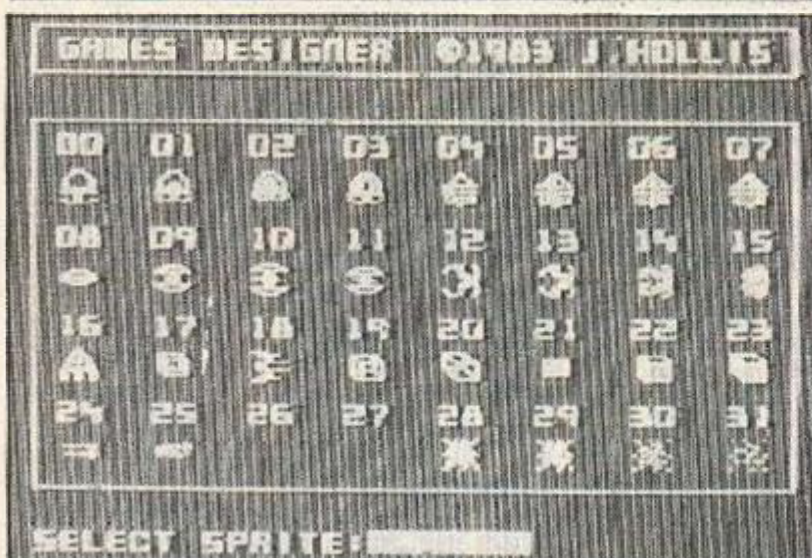 GAMES DESIGNER ©1983 J.HOLLIS
00 01 02 03 04 05 06 07
08 09 10 11 12 13 14 15
16 17 18 19 20 21 22 23
24 25 26 27 28 29 30 31
SELECT SPRITE: